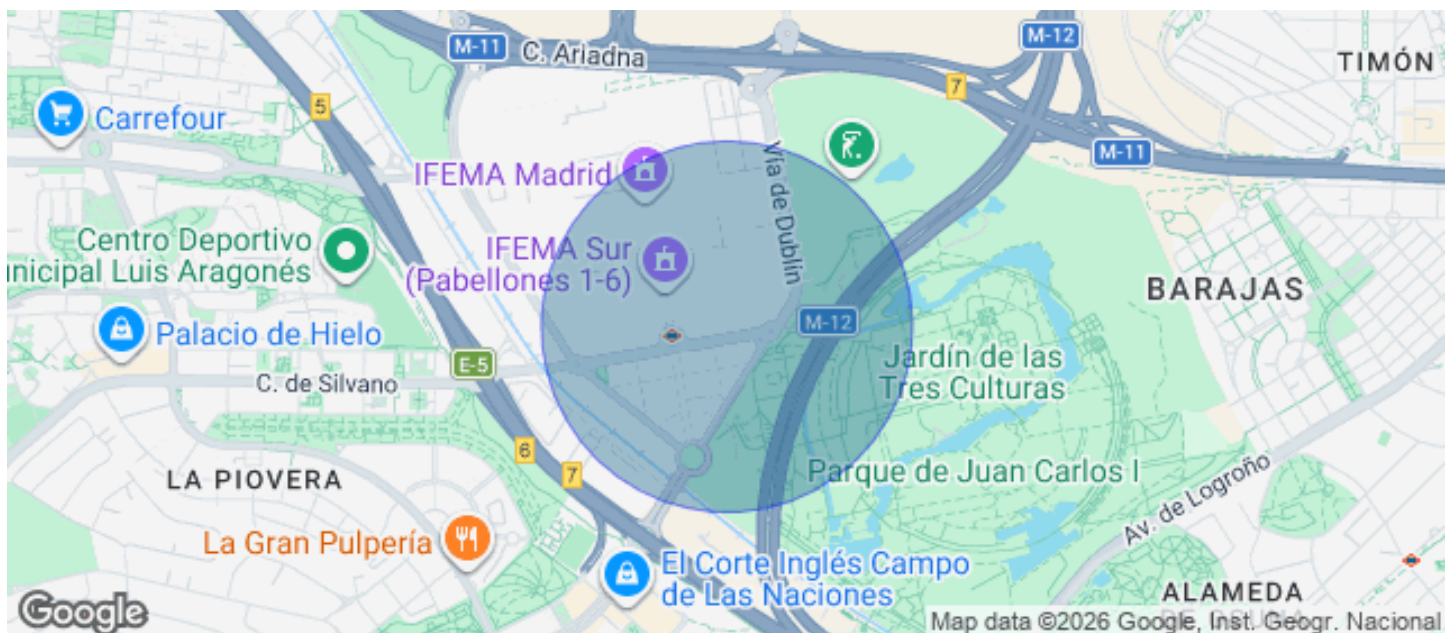 M-11
C. Ariadna
M-12
TIMÓN
5
7
Carrefour
M-11
IFEMA Madrid
Vía de Dublín
Centro Deportivo
unicipal Luis Aragonés
IFEMA Sur
(Pabellones 1-6)
BARAJAS
Palacio de Hielo
M-12
E-5
Jardín de las
Tres Culturas
C. de Silvano
6
7
LA PIOVERA
Parque de Juan Carlos I
Av. de Logroño
La Gran Pulpería
El Corte Inglés Campo
de Las Naciones
ALAMEDA
DE OSUNA
Google
Map data ©2026 Google, Inst. Geogr. Nacional